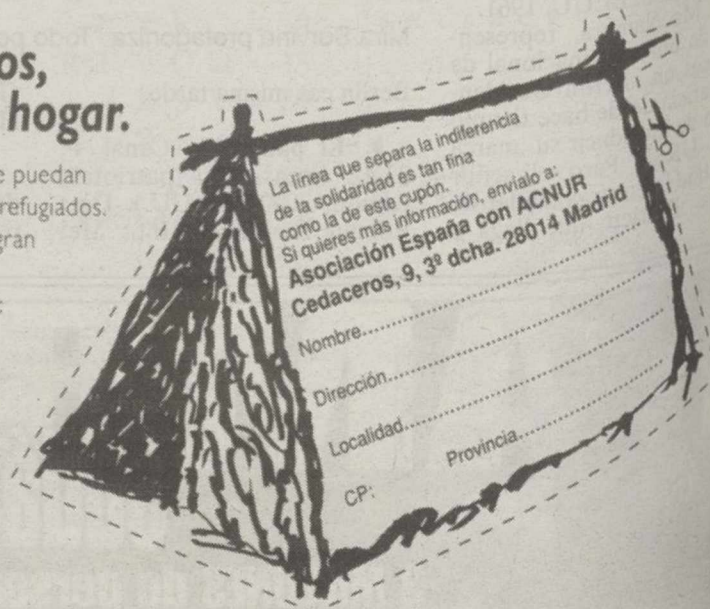 os,
hogar.
e puedan
refugiados.
gran
La línea que separa la indiferencia
de la solidaridad es tan fina
como la de este cupón.
Si quieres más información, envíalo a:
Asociación España con ACNUR
Cedaceros, 9, 3º dcha. 28014 Madrid
Nombre
Dirección
Localidad
CP: Provincia